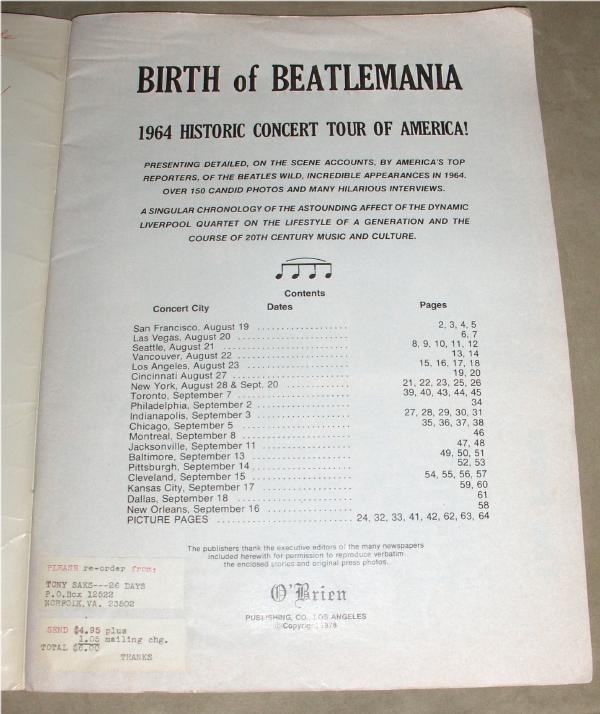 BIRTH of BEATLEMANIA
1964 HISTORIC CONCERT TOUR OF AMERICA!
PRESENTING DETAILED, ON THE SCENE ACCOUNTS, BY AMERICA'S TOP
REPORTERS, OF THE BEATLES WILD, INCREDIBLE APPEARANCES IN 1964.
OVER 150 CANDID PHOTOS AND MANY HILARIOUS INTERVIEWS.
A SINGULAR CHRONOLOGY OF THE ASTOUNDING AFFECT OF THE DYNAMIC
LIVERPOOL QUARTET ON THE LIFESTYLE OF A GENERATION AND THE
COURSE OF 20TH CENTURY MUSIC AND CULTURE.
Contents
Concert City Dates Pages
San Francisco, August 19 .................... 2, 3, 4, 5
Las Vegas, August 20 .................... 6, 7
Seattle, August 21 .................... 8, 9, 10, 11, 12
Vancouver, August 22 .................... 13, 14
Los Angeles, August 23 .................... 15, 16, 17, 18
Cincinnati August 27 .................... 19, 20
New York, August 28 & Sept. 20 .............. 21, 22, 23, 25, 26
Toronto, September 7 .................... 39, 40, 43, 44, 45
Philadelphia, September 2 .................... 34
Indianapolis, September 3 .................... 27, 28, 29, 30, 31
Chicago, September 5 .................... 35, 36, 37, 38
Montreal, September 8 .................... 46
Jacksonville, September 11 .................... 47, 48
Baltimore, September 13 .................... 49, 50, 51
Pittsburgh, September 14 .................... 52, 53
Cleveland, September 15 .................... 54, 55, 56, 57
Kansas City, September 17 .................... 59, 60
Dallas, September 18 .................... 61
New Orleans, September 16 .................... 58
PICTURE PAGES .................... 24, 32, 33, 41, 42, 62, 63, 64
The publishers thank the executive editors of the many newspapers
included herewith for permission to reproduce verbatim
the enclosed stories and original press photos.
O'Brien
PUBLISHING, CO., LOS ANGELES
© Copyright 1978
PLEASE re-order from:
TONY SAKS---26 DAYS
P.O.Box 12522
NORFOLK,VA. 23502
SEND $4.95 plus
1.05 mailing chg.
TOTAL $6.00
THANKS